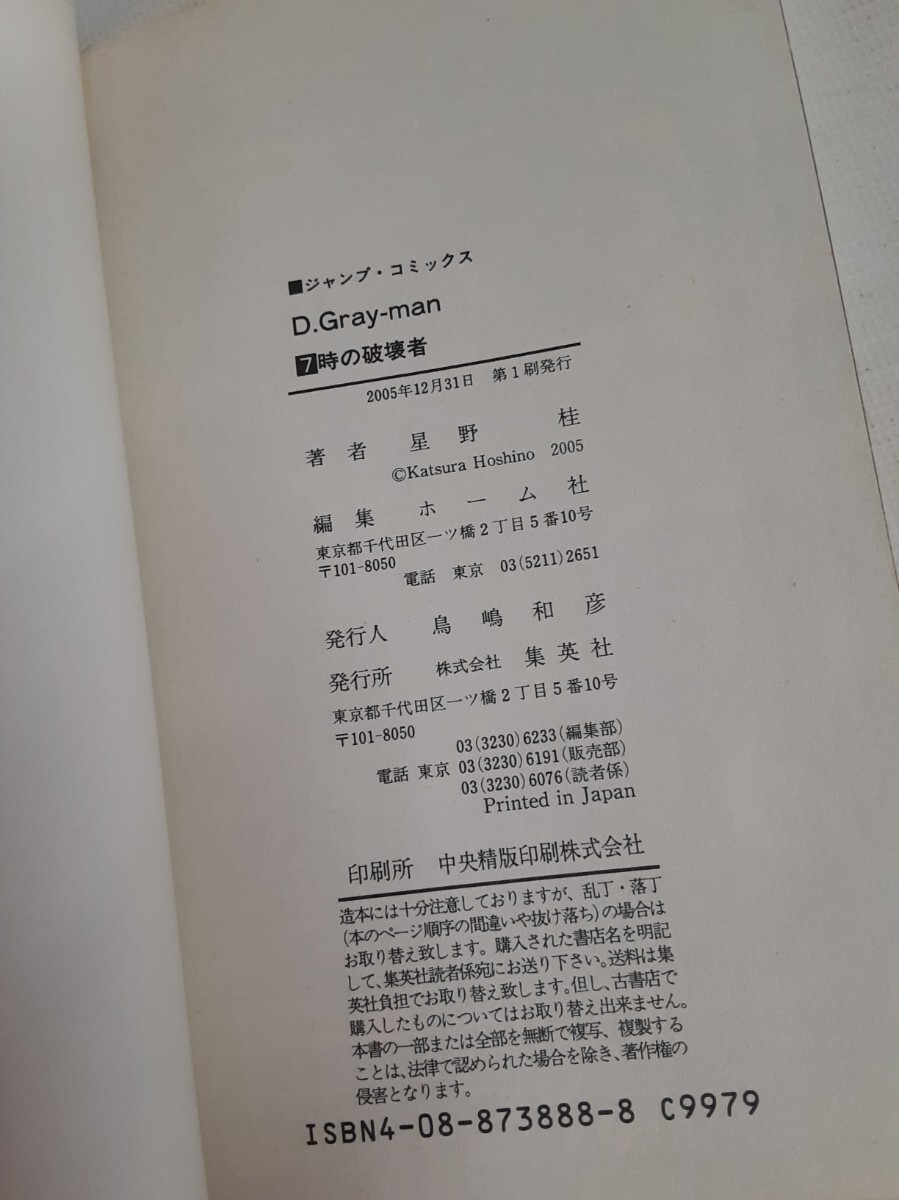 ■ジャンプ・コミックス
D.Gray-man
7時の破壊者
2005年12月31日 第1刷発行
著者 星野 桂
©Katsura Hoshino 2005
編集 ホーム社
東京都千代田区一ツ橋2丁目5番10号
〒101-8050
電話 東京 03(5211)2651
発行人 鳥嶋和彦
発行所 株式会社 集英社
東京都千代田区一ツ橋2丁目5番10号
〒101-8050
03(3230)6233(編集部)
電話 東京 03(3230)6191(販売部)
03(3230)6076(読者係)
Printed in Japan
印刷所 中央精版印刷株式会社
造本には十分注意しておりますが、乱丁・落丁
(本のページ順序の間違いや抜け落ち)の場合は
お取り替え致します。購入された書店名を明記
して、集英社読者係宛にお送り下さい。送料は集
英社負担でお取り替え致します。但し、古書店で
購入したものについてはお取り替え出来ません。
本書の一部または全部を無断で複写、複製する
ことは、法律で認められた場合を除き、著作権の
侵害となります。
ISBN4-08-873888-8 C9979